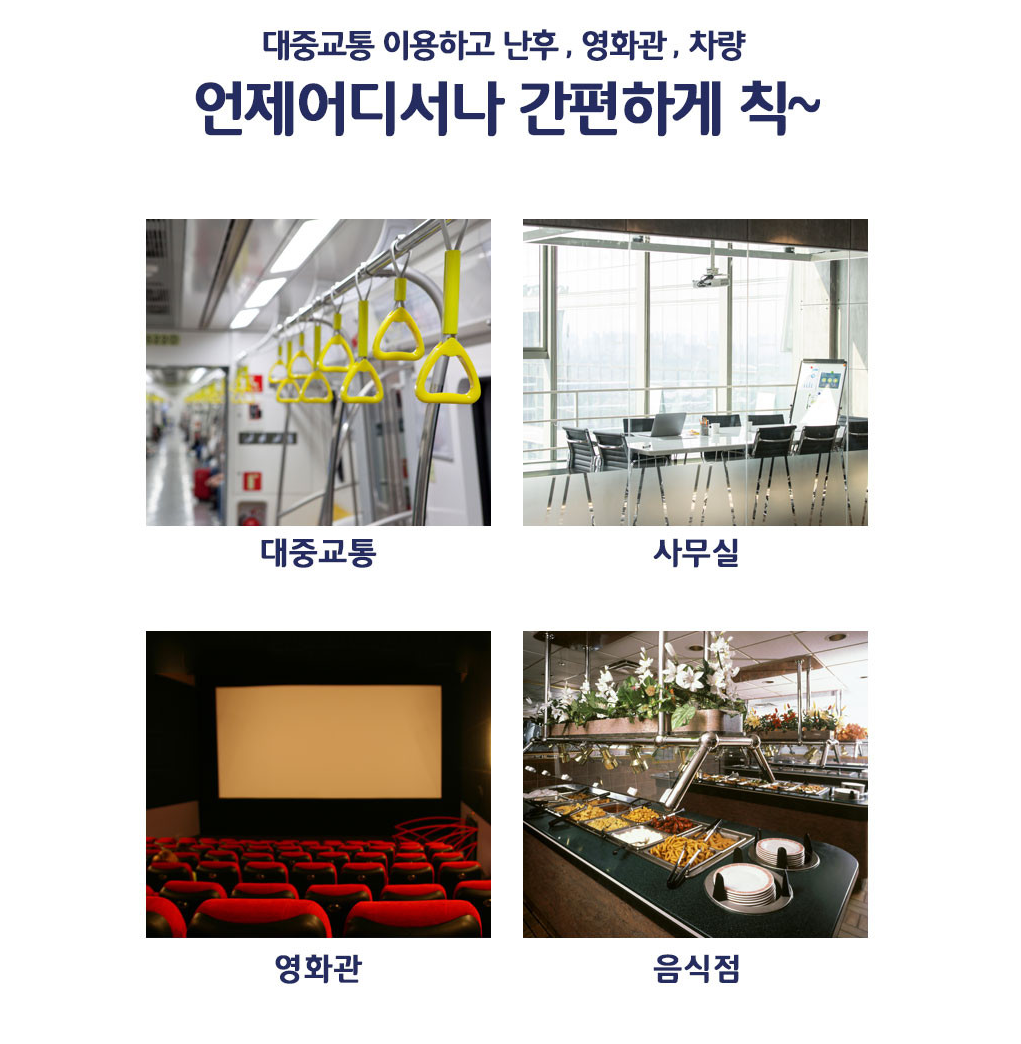 대중교통 이용하고 난후 , 영화관 , 차량
언제어디서나 간편하게 칙~
대중교통
사무실
영화관
음식점